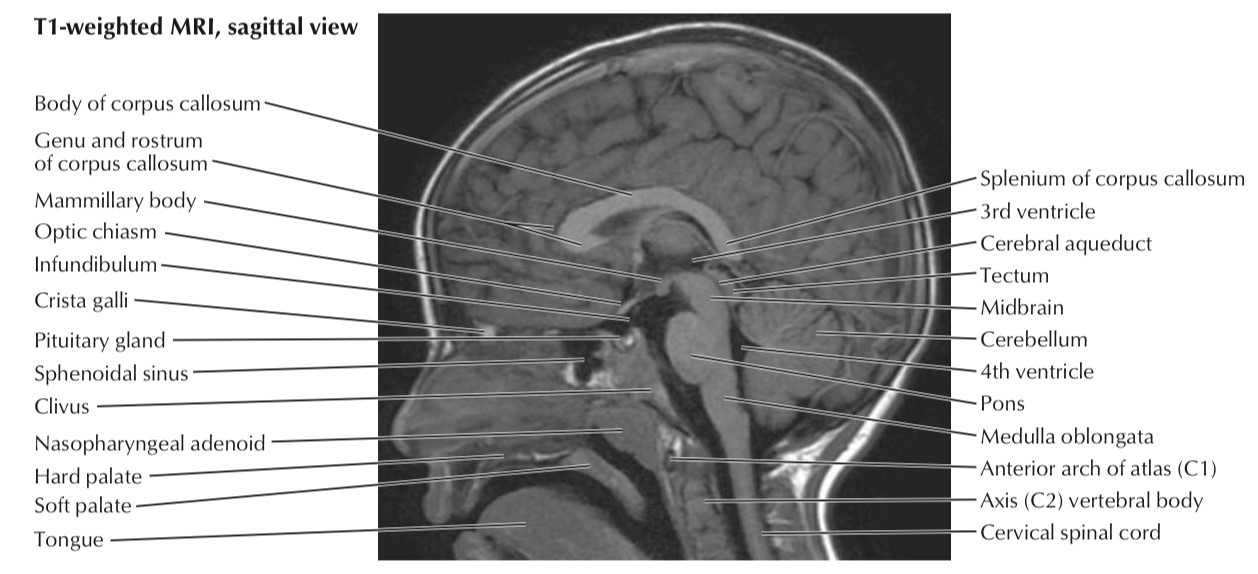 T1-weighted MRI, sagittal view
Body of corpus callosum
Genu and rostrum
of corpus callosum
Mammillary body
Optic chiasm
Infundibulum
Crista galli
Pituitary gland
Sphenoidal sinus
Clivus
Nasopharyngeal adenoid
Hard palate
Soft palate
Tongue
Splenium of corpus callosum
3rd ventricle
Cerebral aqueduct
Tectum
Midbrain
Cerebellum
4th ventricle
Pons
Medulla oblongata
Anterior arch of atlas (C1)
Axis (C2) vertebral body
Cervical spinal cord